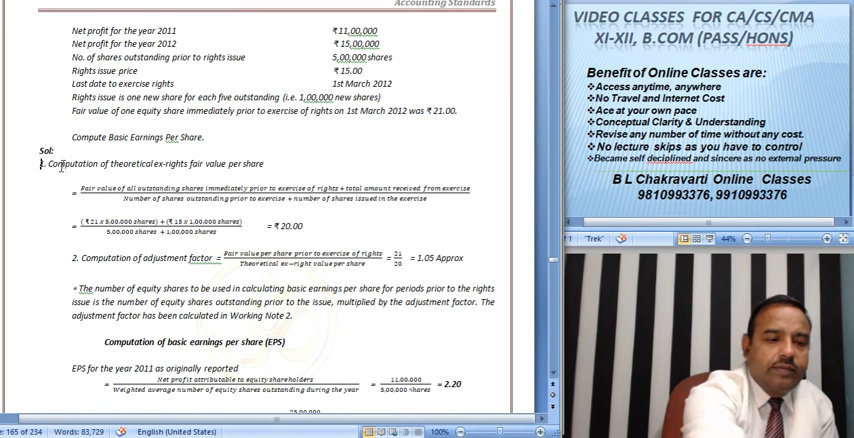 Accounting Standards
Net profit for the year 2011 ₹11,00,000
Net profit for the year 2012 ₹15,00,000
No. of shares outstanding prior to rights issue 5,00,000 shares
Rights issue price ₹ 15.00
Last date to exercise rights 1st March 2012
Rights issue is one new share for each five outstanding (i.e. 1,00,000 new shares)
Fair value of one equity share immediately prior to exercise of rights on 1st March 2012 was ₹ 21.00.
Compute Basic Earnings Per Share.
Sol:
1. Computation of theoretical ex-rights fair value per share
= Fair value of all outstanding shares immediately prior to exercise of rights + total amount received from exercise
Number of shares outstanding prior to exercise + number of shares issued in the exercise
= (₹ 21 x 5.00.000 shares) + (₹ 15 x 1.00.000 shares) = ₹ 20.00
5,00,000 shares + 1,00,000 shares
2. Computation of adjustment factor = Fair value per share prior to exercise of rights = 21 = 1.05 Approx
Theoretical ex-right value per share 20
The number of equity shares to be used in calculating basic earnings per share for periods prior to the rights
issue is the number of equity shares outstanding prior to the issue, multiplied by the adjustment factor. The
adjustment factor has been calculated in Working Note 2.
Computation of basic earnings per share (EPS)
EPS for the year 2011 as originally reported
= Net profit attributable to equity shareholders = 11.00.000 = 2.20
Weighted average number of equity shares outstanding during the year 5,00,000 shares
: 165 of 234 Words: 83,729 English (United States) 100%
VIDEO CLASSES FOR CA/CS/CMA
XI-XII, B.COM (PASS/HONS)
Benefit of Online Classes are:
❖Access anytime, anywhere
❖No Travel and Internet Cost
❖Ace at your own pace
❖Conceptual Clarity & Understanding
❖Revise any number of time without any cost.
❖No lecture skips as you have to control
❖Became self deciplined and sincere as no external pressure
B L Chakravarti Online Classes
9810993376, 9910993376
f 1 "Trek" 44%